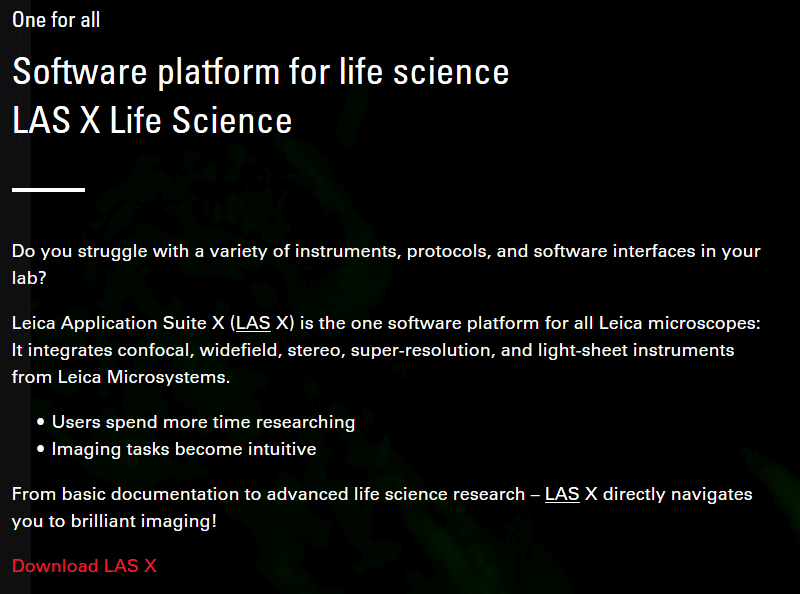 One for all
Software platform for life science
LAS X Life Science
Do you struggle with a variety of instruments, protocols, and software interfaces in your
lab?
Leica Application Suite X (LAS X) is the one software platform for all Leica microscopes:
It integrates confocal, widefield, stereo, super-resolution, and light-sheet instruments
from Leica Microsystems.
• Users spend more time researching
• Imaging tasks become intuitive
From basic documentation to advanced life science research – LAS X directly navigates
you to brilliant imaging!
Download LAS X